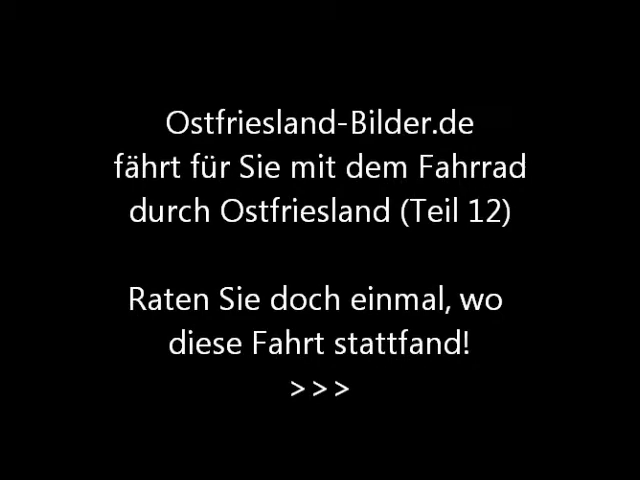 Ostfriesland-Bilder.de
fährt für Sie mit dem Fahrrad
durch Ostfriesland (Teil 12)
Raten Sie doch einmal, wo
diese Fahrt stattfand!
>>>